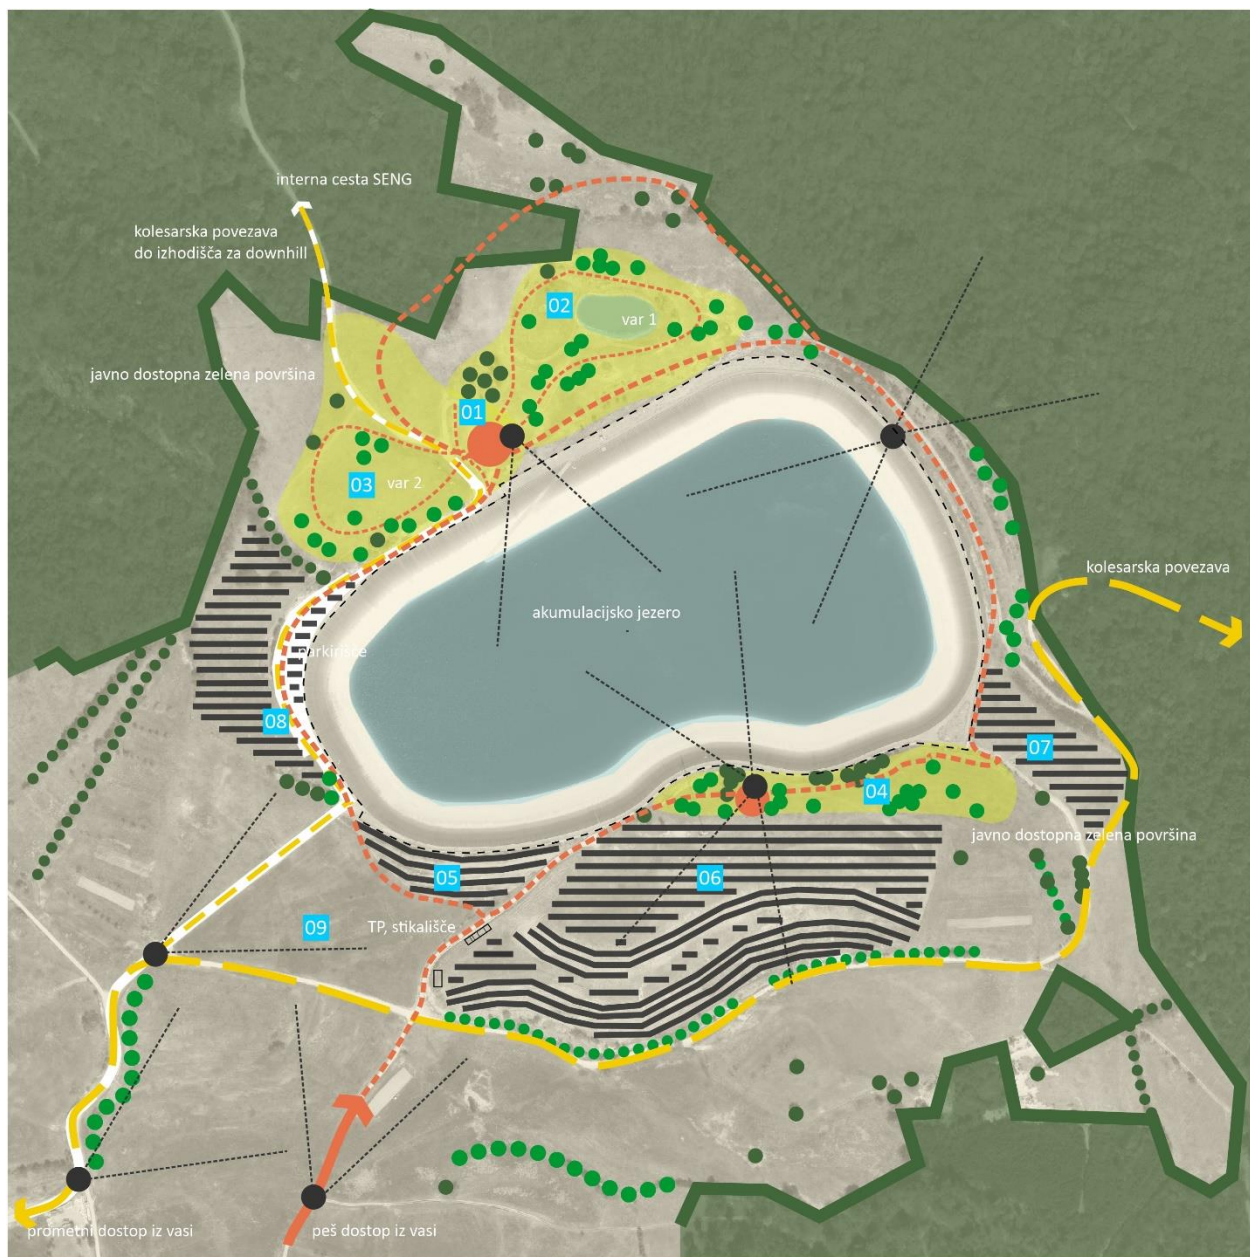 interna cesta SENG
kolesarska povezava
do izhodišča za downhill
02
var 1
javno dostopna zelena površina
01
03
var 2
kolesarska povezava
akumulacijsko jezero
parkirišče
08
07
04
javno dostopna zelena površina
05
06
09
TP, stikališče
prometni dostop iz vasi
peš dostop iz vasi